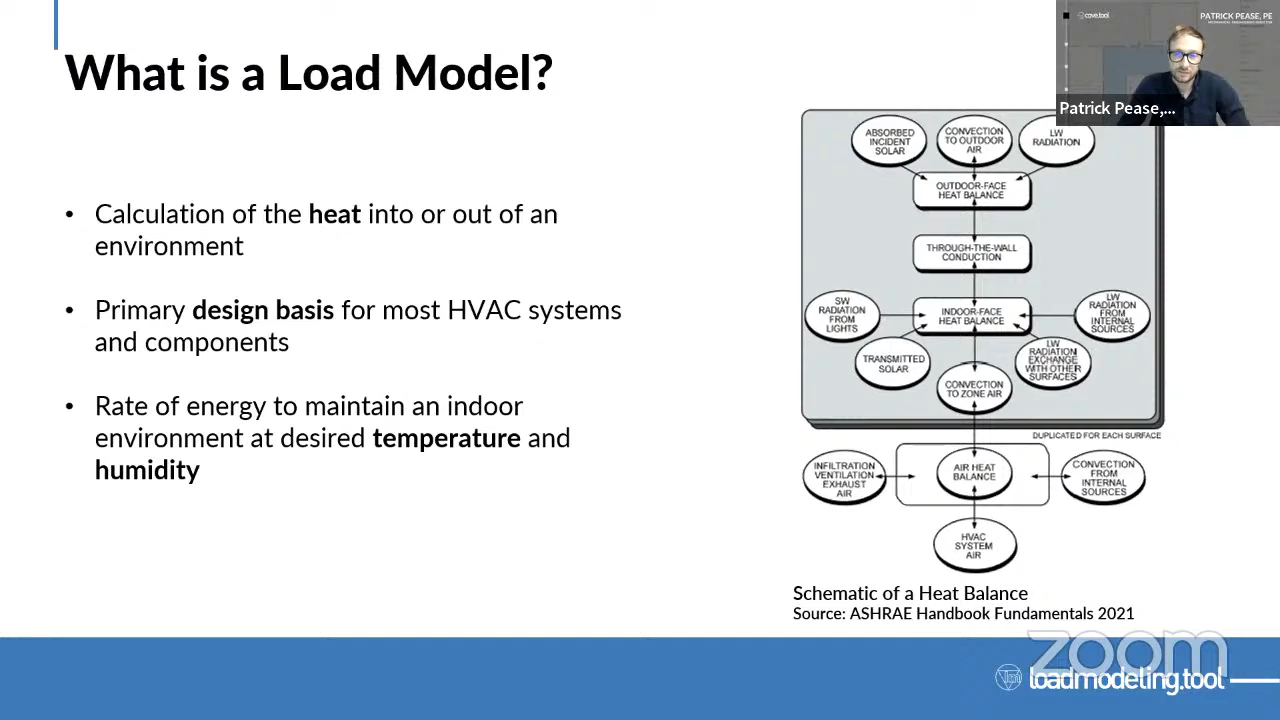 What is a Load Model?
• Calculation of the heat into or out of an
environment
• Primary design basis for most HVAC systems
and components
• Rate of energy to maintain an indoor
environment at desired temperature and
humidity
cove.tool
PATRICK PEASE, PE
Patrick Pease,...
ABSORBED
INCIDENT
SOLAR
CONVECTION
TO OUTDOOR
AIR
LW
RADIATION
OUTDOOR-FACE
HEAT BALANCE
THROUGH-THE-WALL
CONDUCTION
SW
RADIATION
FROM
LIGHTS
INDOOR-FACE
HEAT BALANCE
LW
RADIATION
FROM
INTERNAL
SOURCES
TRANSMITTED
SOLAR
LW
RADIATION
EXCHANGE
WITH OTHER
SURFACES
CONVECTION
TO ZONE AIR
DUPLICATED FOR EACH SURFACE
INFILTRATION
VENTILATION
EXHAUST
AIR
AIR HEAT
BALANCE
CONVECTION
FROM
INTERNAL
SOURCES
HVAC
SYSTEM
AIR
Schematic of a Heat Balance
Source: ASHRAE Handbook Fundamentals 2021
zoom
loadmodeling.tool